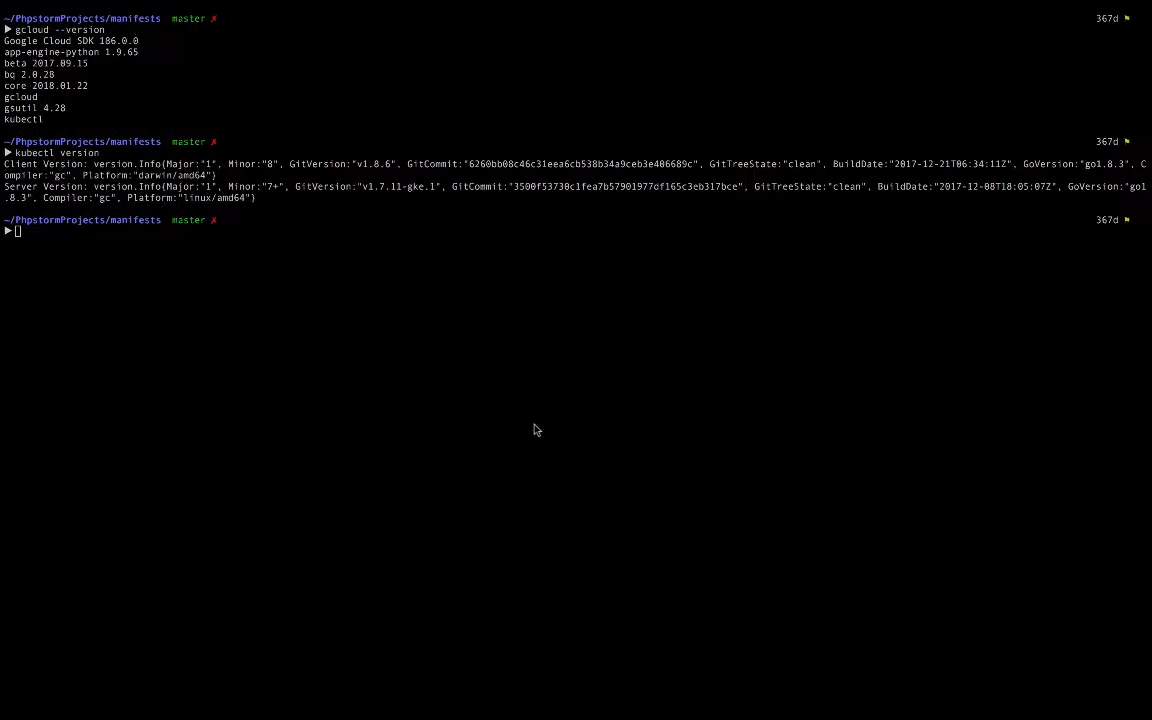 ~/PhpstormProjects/manifests master ✗ 367d ⚑
▶ gcloud --version
Google Cloud SDK 186.0.0
app-engine-python 1.9.65
beta 2017.09.15
bq 2.0.28
core 2018.01.22
gcloud
gsutil 4.28
kubectl
~/PhpstormProjects/manifests master ✗ 367d ⚑
▶ kubectl version
Client Version: version.Info{Major:"1", Minor:"8", GitVersion:"v1.8.6", GitCommit:"6260bb08c46c31eea6cb538b34a9ceb3e406689c", GitTreeState:"clean", BuildDate:"2017-12-21T06:34:11Z", GoVersion:"go1.8.3", C
ompiler:"gc", Platform:"darwin/amd64"}
Server Version: version.Info{Major:"1", Minor:"7+", GitVersion:"v1.7.11-gke.1", GitCommit:"3500f53730c1fea7b57901977df165c3eb317bce", GitTreeState:"clean", BuildDate:"2017-12-08T18:05:07Z", GoVersion:"go1
.8.3", Compiler:"gc", Platform:"linux/amd64"}
~/PhpstormProjects/manifests master ✗ 367d ⚑
▶